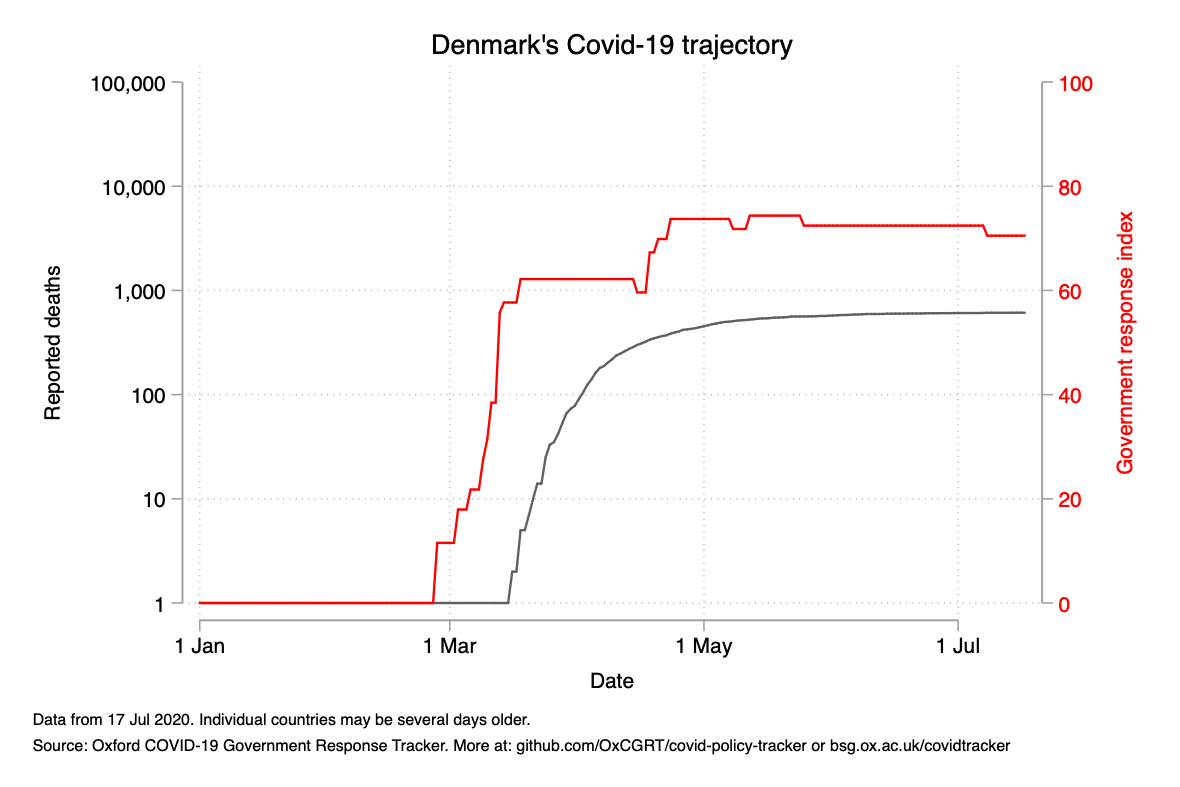 Denmark's Covid-19 trajectory
100,000
10,000
1,000
100
10
1
Reported deaths
100
80
60
40
20
0
Government response index
1 Jan
1 Mar
1 May
1 Jul
Date
Data from 17 Jul 2020. Individual countries may be several days older.
Source: Oxford COVID-19 Government Response Tracker. More at: github.com/OxCGRT/covid-policy-tracker or bsg.ox.ac.uk/covidtracker